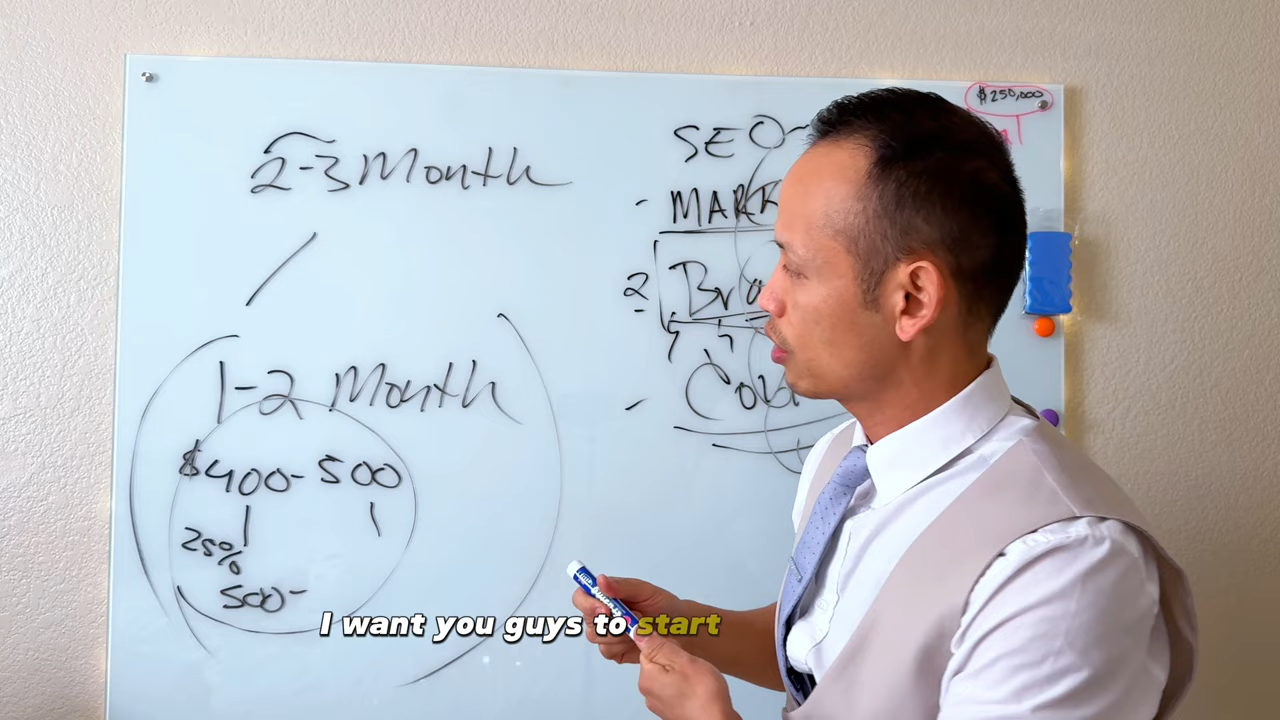 2-3 Month
1-2 Month
$400-500
25%
500-
SEO-
- MARK
2
Bro
- Cold
$250,000
I want you guys to start